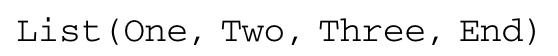 List(One, Two, Three, End)